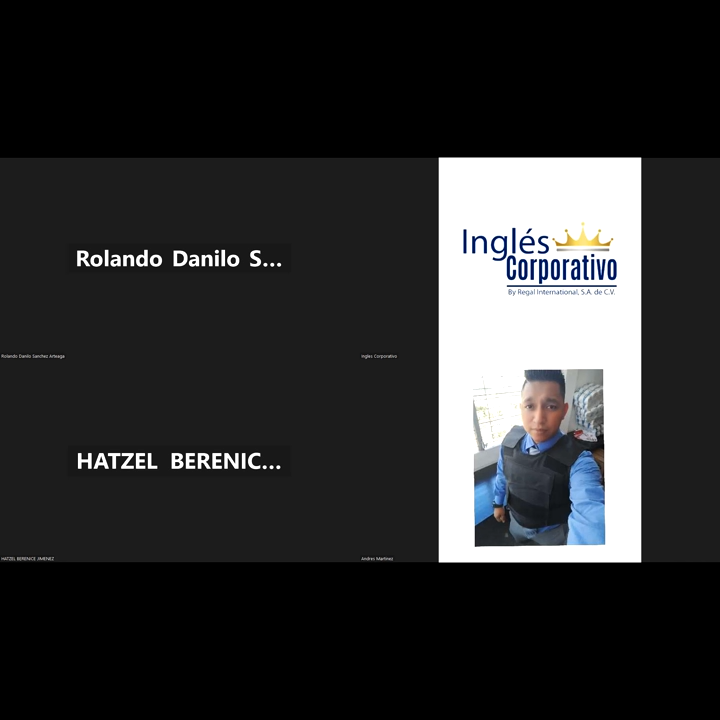 Rolando Danilo S...
Rolando Danilo Sanchez Arteaga
Inglés
Corporativo
By Regal International, S.A. de C.V.
Ingles Corporativo
HATZEL BERENIC...
HATZEL BERENICE JIMENEZ
Andres Martinez